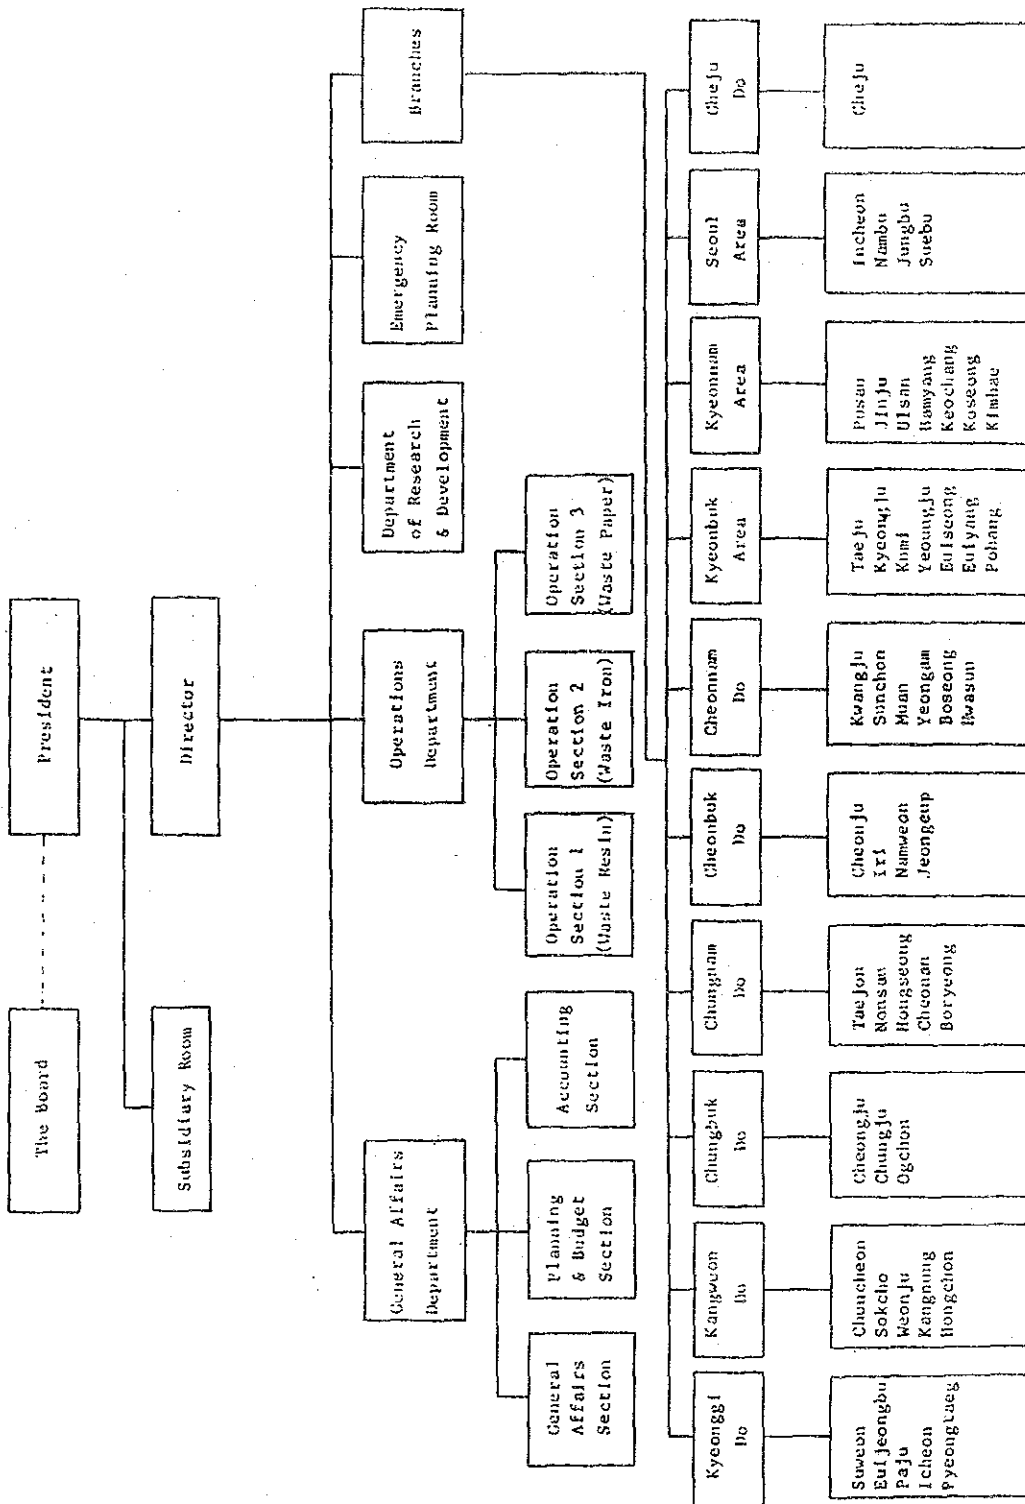 The Board
President
Subsidiary Room
Director
General Affairs
Department
Operations
Department
Department
of Research
& Development
Emergency
Planning Room
Branches
General
Affairs
Section
Planning
& Budget
Section
Accounting
Section
Operation
Section 1
(Waste Resin)
Operation
Section 2
(Waste Iron)
Operation
Section 3
(Waste Paper)
Kyeonggi
Do
Kangweon
Do
Chungbuk
Do
Chungnam
Do
Cheonbuk
Do
Cheonnam
Do
Kyeonbuk
Area
Kyeonnam
Area
Seoul
Area
Cheju
Do
Suweon
Euijeongbu
Paju
Icheon
Pyeongtaeg
Chuncheon
Sokcho
Weonju
Kangnung
Hongchon
Cheongju
Chungju
Ogchon
Taejon
Nonsan
Hongseong
Cheonan
Boryeong
Cheonju
Iri
Namweon
Jeongeup
Kwangju
Sunchon
Muan
Yeongam
Boseong
Hwasun
Taeju
Kyeongju
Kumi
Yeoungju
Euiseong
Euiyang
Pohang
Pusan
Jinju
Ulsan
Hamyang
Keochang
Koseong
Kimhae
Incheon
Nambu
Jungbu
Suebu
Cheju